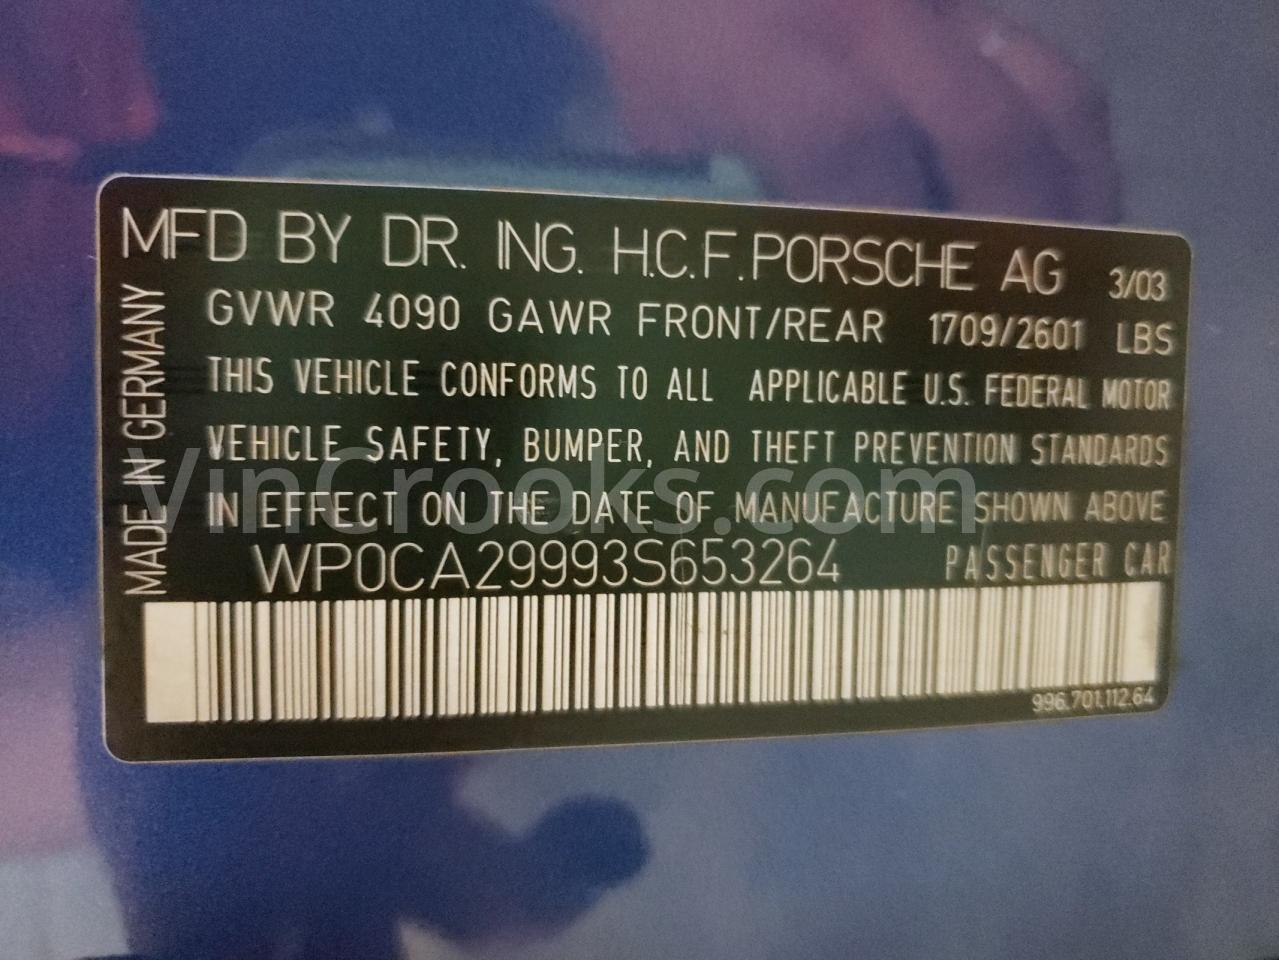 MFD BY DR. ING. H.C.F. PORSCHE AG 3/03
GVWR 4090 GAWR FRONT/REAR 1709/2601 LBS
THIS VEHICLE CONFORMS TO ALL APPLICABLE U.S. FEDERAL MOTOR
VEHICLE SAFETY, BUMPER, AND THEFT PREVENTION STANDARDS
IN EFFECT ON THE DATE OF MANUFACTURE SHOWN ABOVE
WP0CA29993S653264 PASSENGER CAR
996.701.112.64
MADE IN GERMANY
VinCrooks.com